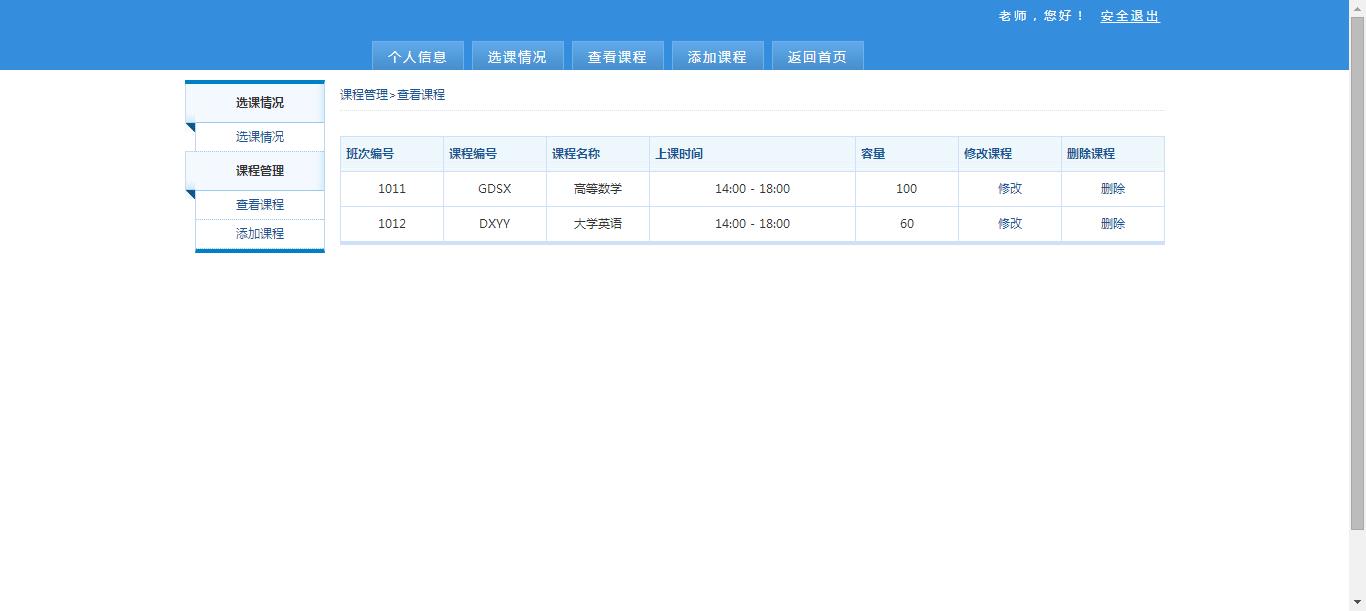 老师，您好！ 安全退出
个人信息 选课情况 查看课程 添加课程 返回首页
选课情况
选课情况
课程管理
查看课程
添加课程
课程管理>查看课程
班次编号 课程编号 课程名称 上课时间 容量 修改课程 删除课程
1011 GDSX 高等数学 14:00 - 18:00 100 修改 删除
1012 DXYY 大学英语 14:00 - 18:00 60 修改 删除